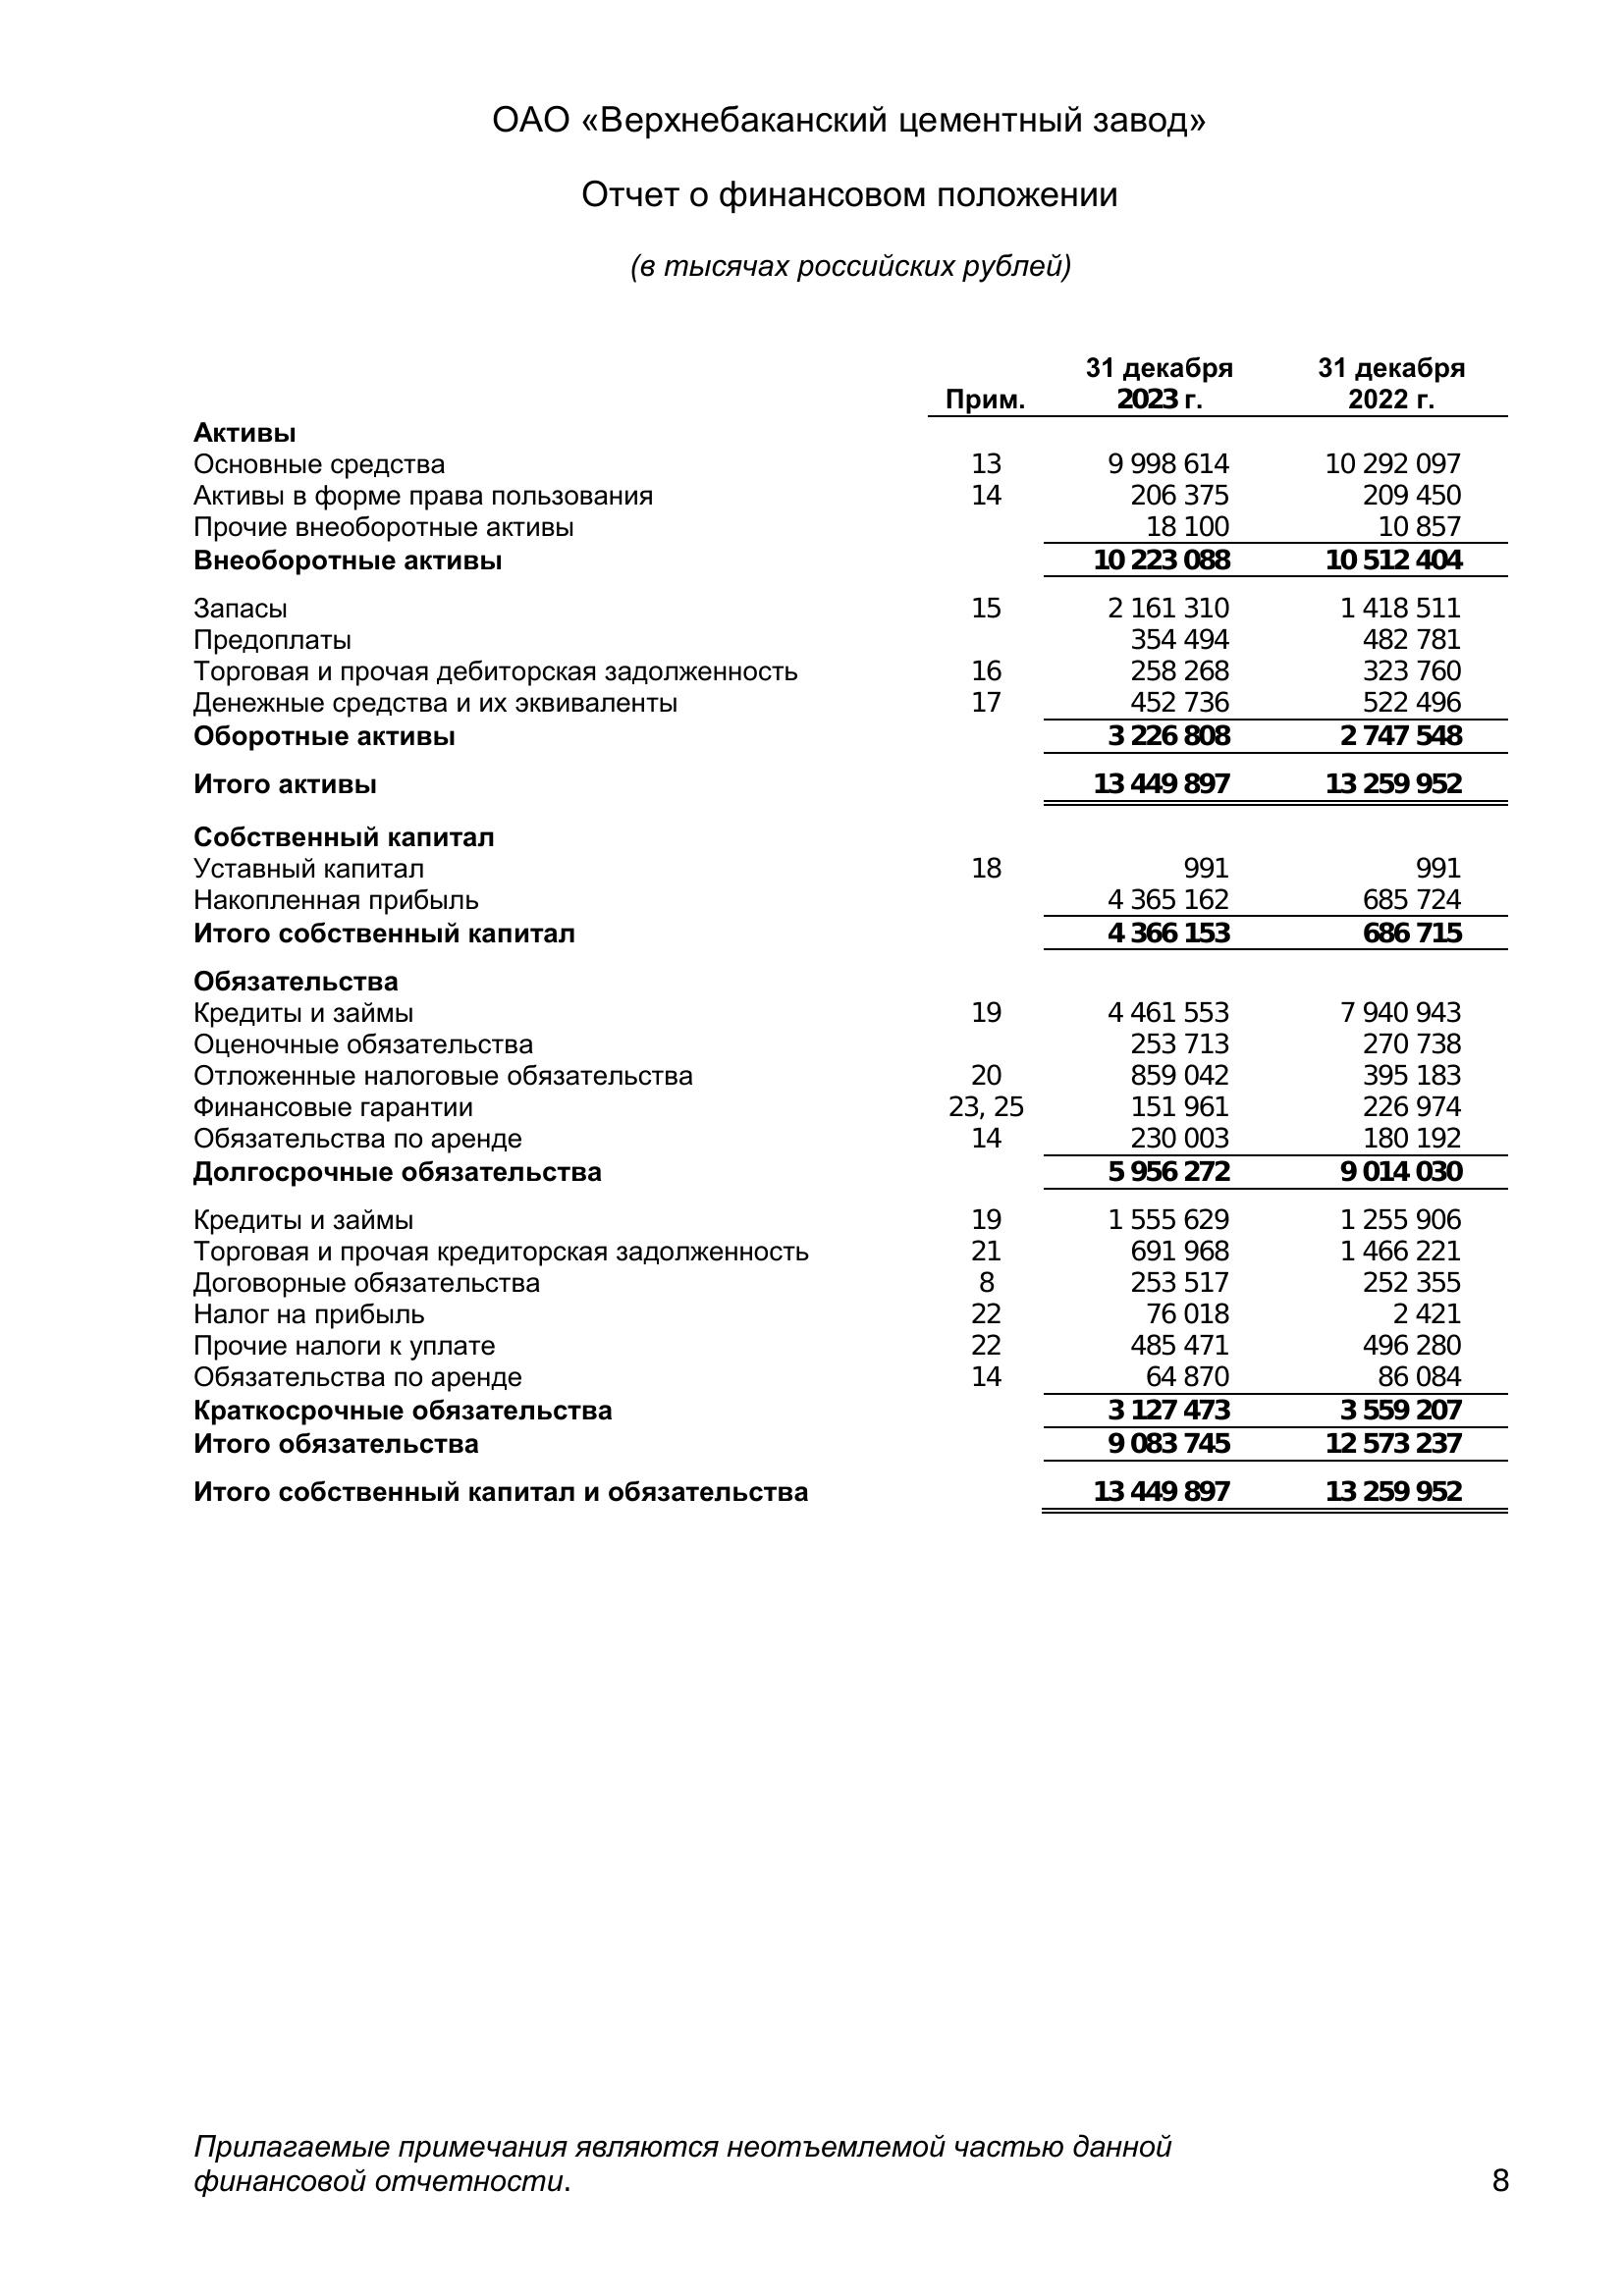 ОАО «Верхнебаканский цементный завод»
Отчет о финансовом положении
(в тысячах российских рублей)
Прим. 31 декабря 2023 г. 31 декабря 2022 г.
Активы
Основные средства 13 9 998 614 10 292 097
Активы в форме права пользования 14 206 375 209 450
Прочие внеоборотные активы 18 100 10 857
Внеоборотные активы 10 223 088 10 512 404
Запасы 15 2 161 310 1 418 511
Предоплаты 354 494 482 781
Торговая и прочая дебиторская задолженность 16 258 268 323 760
Денежные средства и их эквиваленты 17 452 736 522 496
Оборотные активы 3 226 808 2 747 548
Итого активы 13 449 897 13 259 952
Собственный капитал
Уставный капитал 18 991 991
Накопленная прибыль 4 365 162 685 724
Итого собственный капитал 4 366 153 686 715
Обязательства
Кредиты и займы 19 4 461 553 7 940 943
Оценочные обязательства 253 713 270 738
Отложенные налоговые обязательства 20 859 042 395 183
Финансовые гарантии 23, 25 151 961 226 974
Обязательства по аренде 14 230 003 180 192
Долгосрочные обязательства 5 956 272 9 014 030
Кредиты и займы 19 1 555 629 1 255 906
Торговая и прочая кредиторская задолженность 21 691 968 1 466 221
Договорные обязательства 8 253 517 252 355
Налог на прибыль 22 76 018 2 421
Прочие налоги к уплате 22 485 471 496 280
Обязательства по аренде 14 64 870 86 084
Краткосрочные обязательства 3 127 473 3 559 207
Итого обязательства 9 083 745 12 573 237
Итого собственный капитал и обязательства 13 449 897 13 259 952
Прилагаемые примечания являются неотъемлемой частью данной
финансовой отчетности. 8